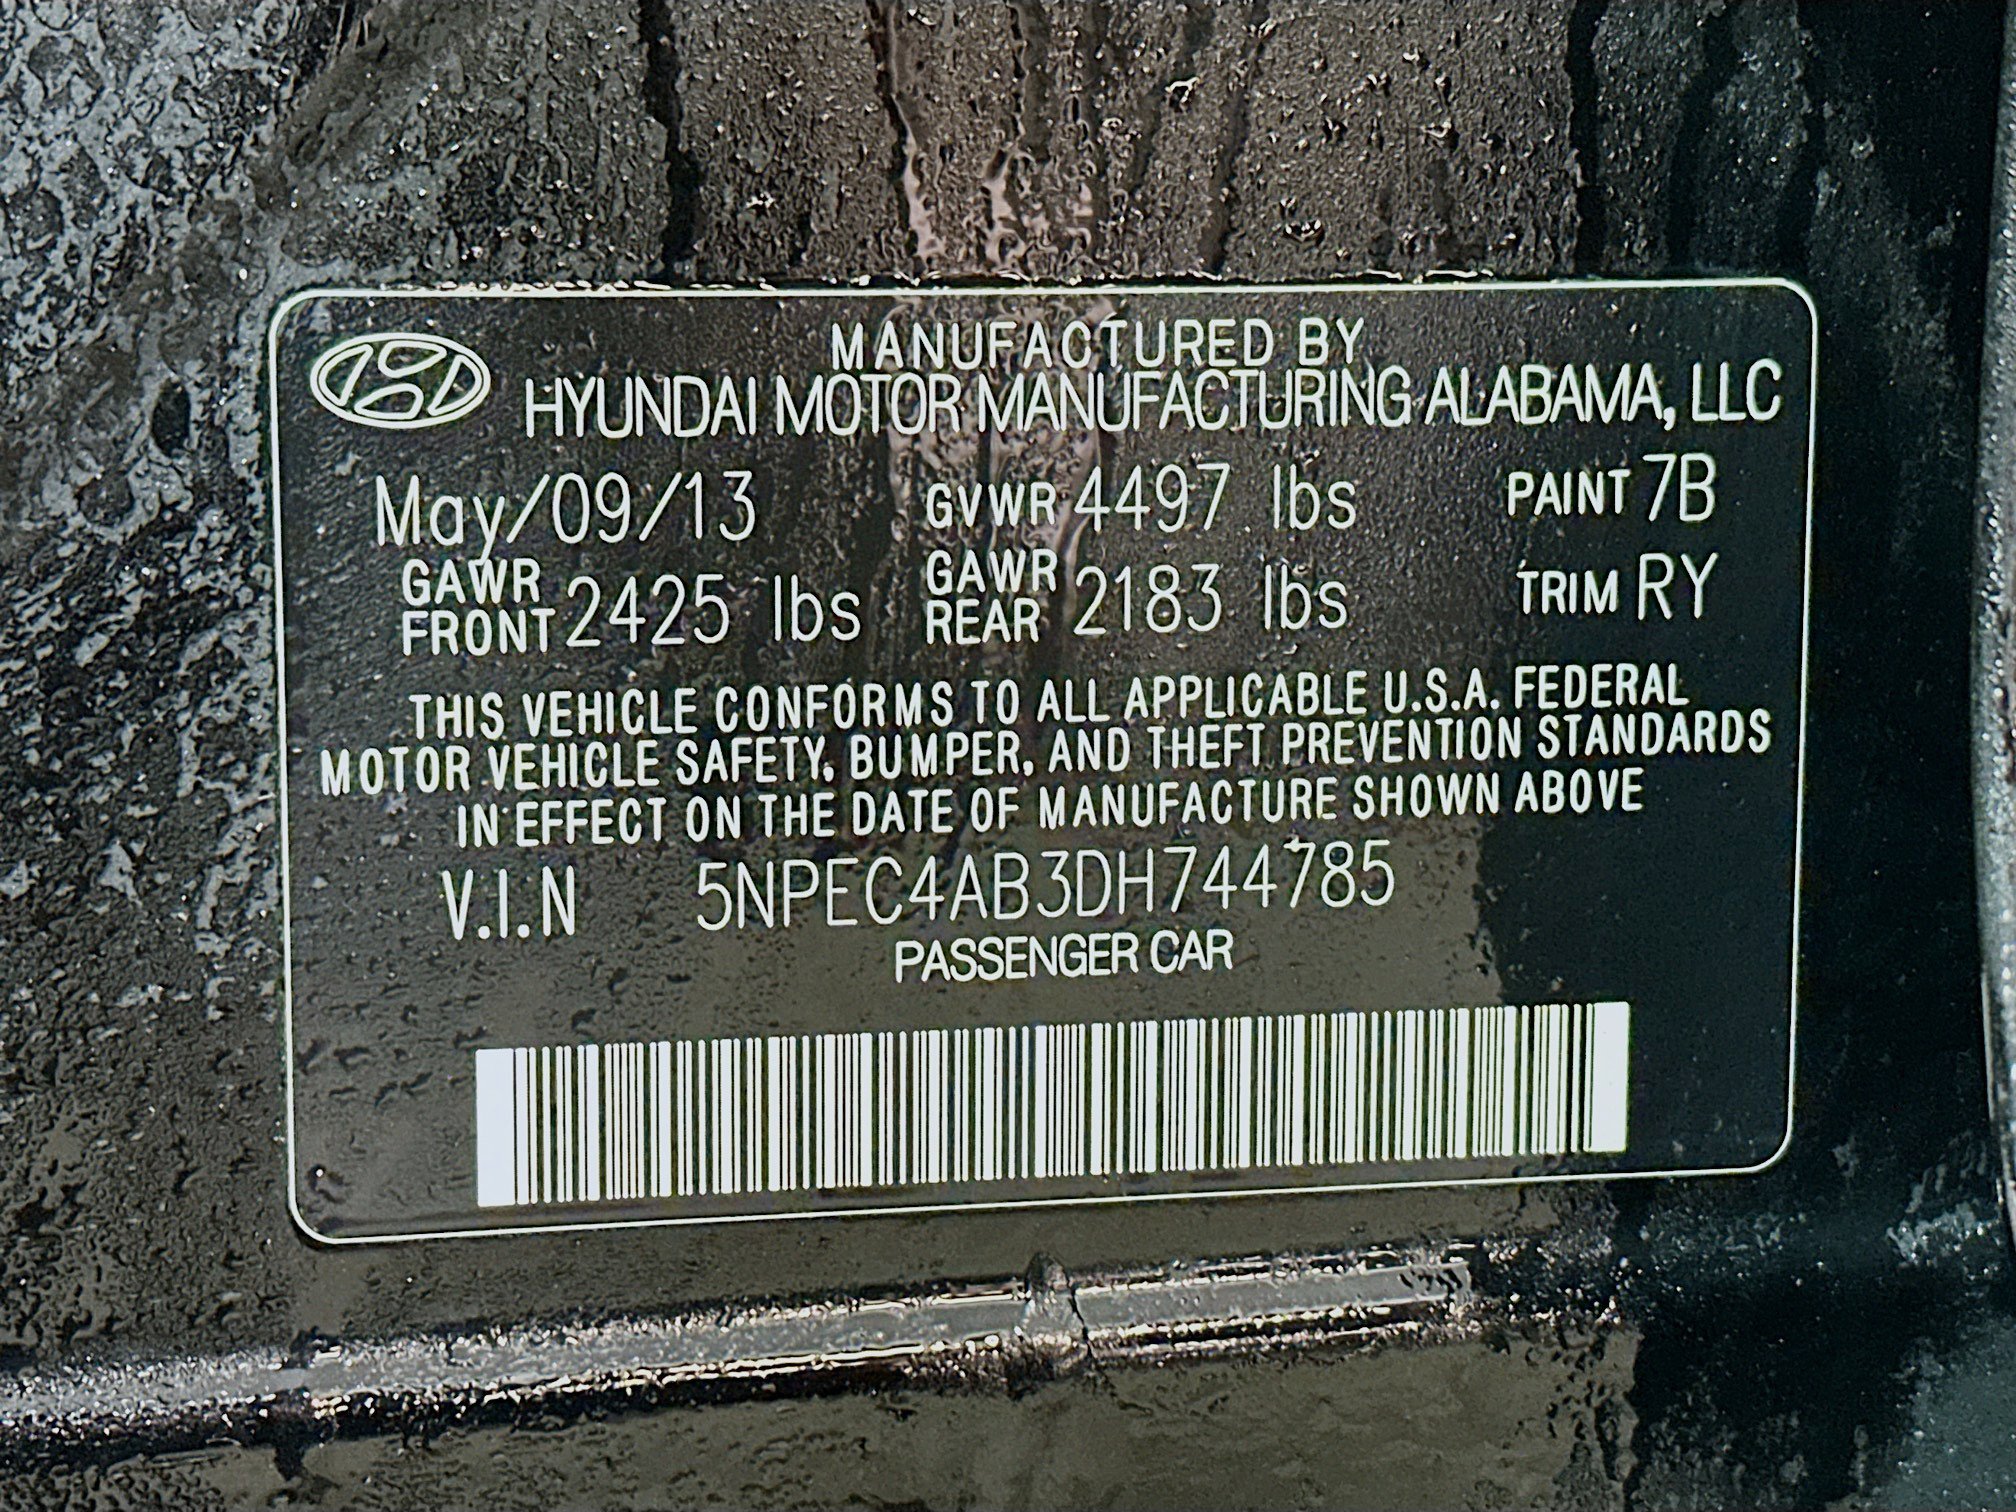 MANUFACTURED BY
HYUNDAI MOTOR MANUFACTURING ALABAMA, LLC
May/09/13 GVWR 4497 lbs PAINT 7B
GAWR FRONT 2425 lbs GAWR REAR 2183 lbs TRIM RY
THIS VEHICLE CONFORMS TO ALL APPLICABLE U.S.A. FEDERAL
MOTOR VEHICLE SAFETY, BUMPER, AND THEFT PREVENTION STANDARDS
IN EFFECT ON THE DATE OF MANUFACTURE SHOWN ABOVE
V.I.N 5NPEC4AB3DH744785
PASSENGER CAR